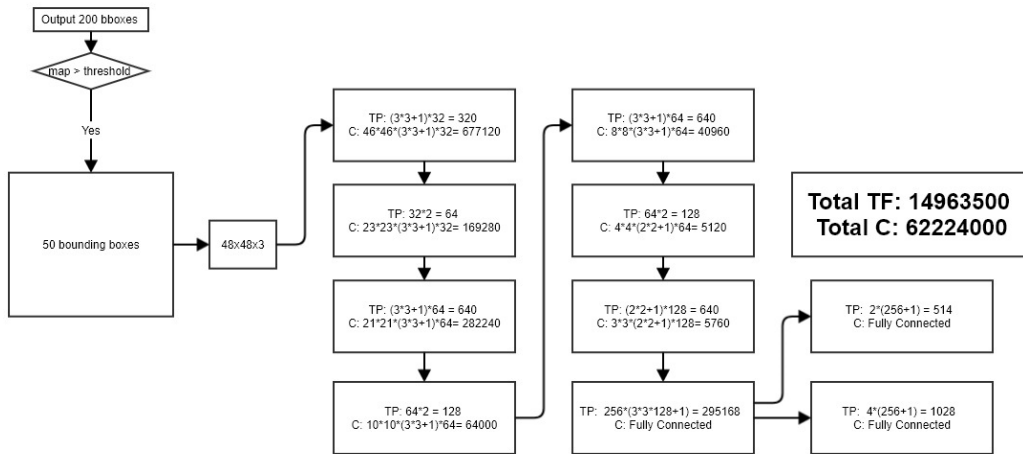 Output 200 bboxes
map > threshold
Yes
50 bounding boxes
48x48x3
TP: (3*3+1)*32 = 320
C: 46*46*(3*3+1)*32= 677120
TP: 32*2 = 64
C: 23*23*(3*3+1)*32= 169280
TP: (3*3+1)*64 = 640
C: 21*21*(3*3+1)*64= 282240
TP: 64*2 = 128
C: 10*10*(3*3+1)*64= 64000
TP: (3*3+1)*64 = 640
C: 8*8*(3*3+1)*64= 40960
TP: 64*2 = 128
C: 4*4*(2*2+1)*64= 5120
TP: (2*2+1)*128 = 640
C: 3*3*(2*2+1)*128= 5760
TP: 256*(3*3*128+1) = 295168
C: Fully Connected
TP: 2*(256+1) = 514
C: Fully Connected
TP: 4*(256+1) = 1028
C: Fully Connected
Total TF: 14963500
Total C: 62224000